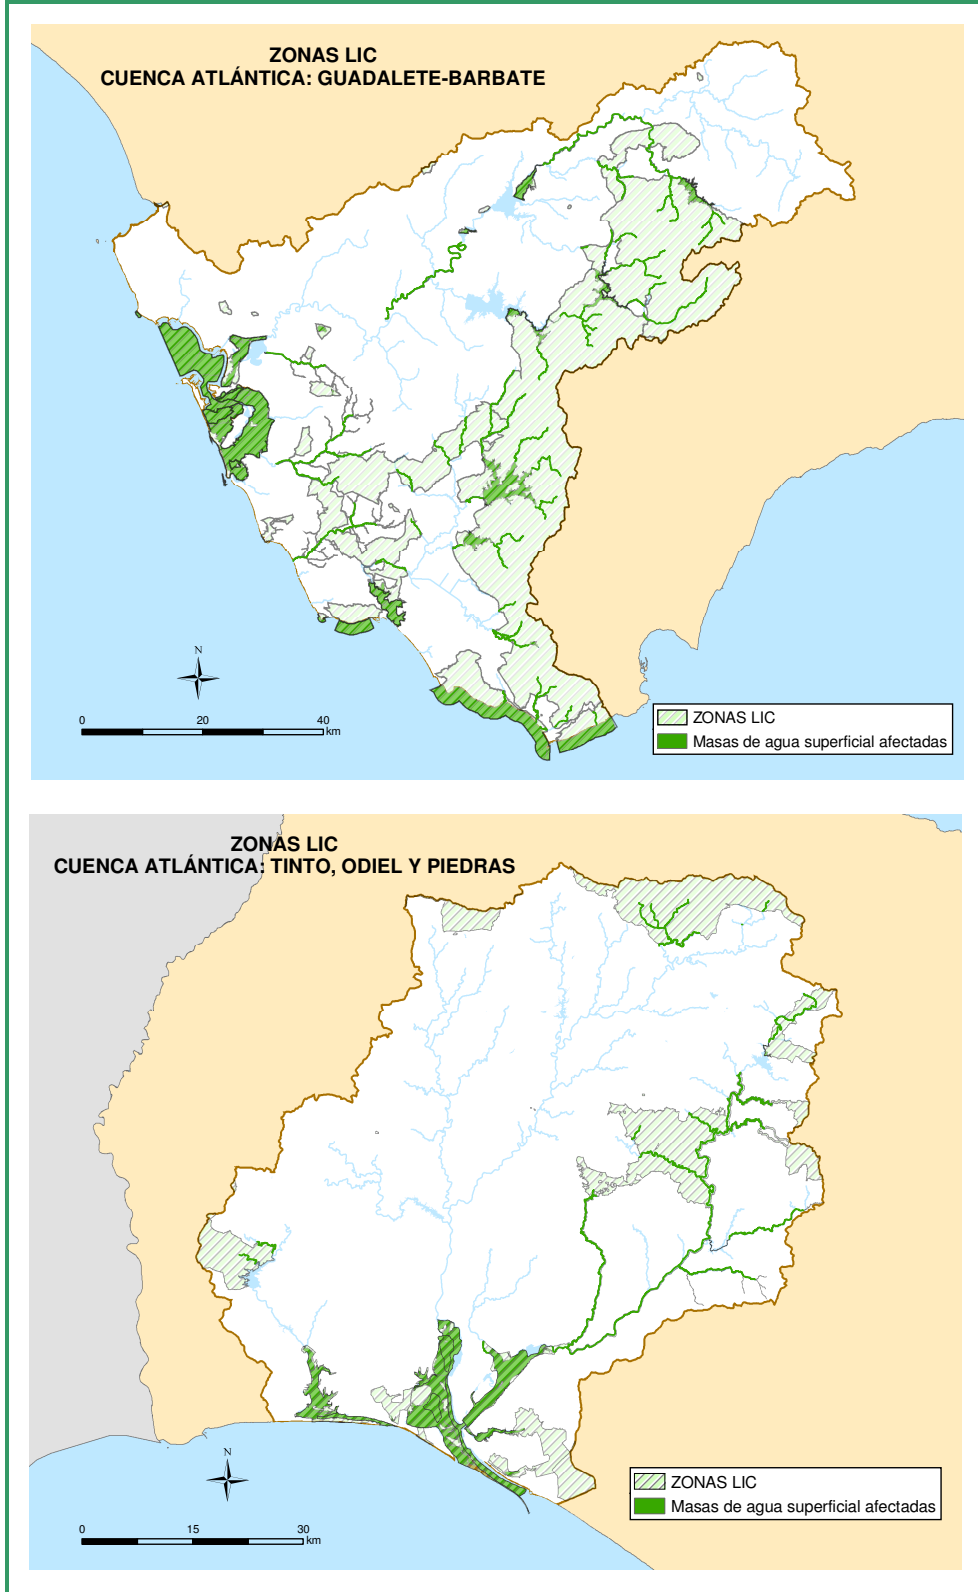 ZONAS LIC
CUENCA ATLÁNTICA: GUADALETE-BARBATE
N
0 20 40
km
ZONAS LIC
Masas de agua superficial afectadas
ZONAS LIC
CUENCA ATLÁNTICA: TINTO, ODIEL Y PIEDRAS
N
0 15 30
km
ZONAS LIC
Masas de agua superficial afectadas